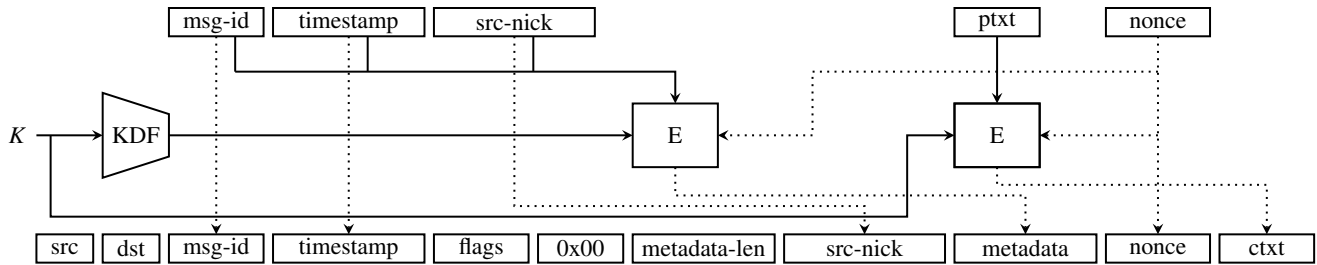 msg-id timestamp src-nick ptxt nonce
K KDF E E
src dst msg-id timestamp flags 0x00 metadata-len src-nick metadata nonce ctxt